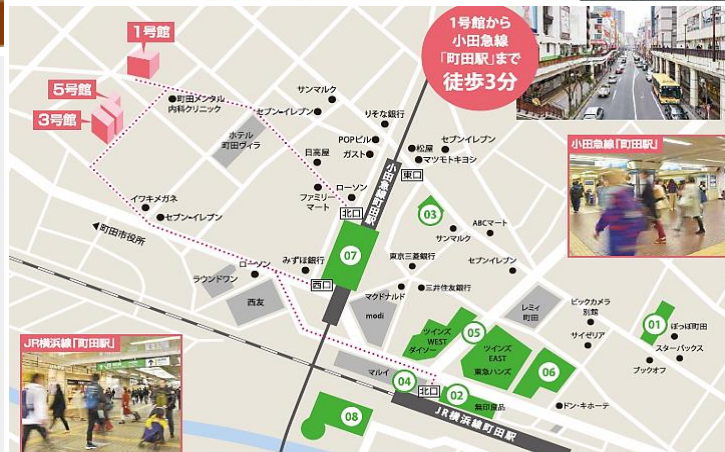 1号館から
小田急線
「町田駅」まで
徒歩3分
1号館
5号館
3号館
町田メンタル
内科クリニック
サンマルク
セブン-イレブン
りそな銀行
POPビル
ガスト
ホテル
町田ヴィラ
日高屋
松屋
セブンイレブン
マツモトキヨシ
小田急線町田駅
東口
小田急線「町田駅」
ファミリー
マート
ローソン
北口
イワキメガネ
セブン-イレブン
町田市役所
03
サンマルク
ABCマート
07
みずほ銀行
東京三菱銀行
セブンイレブン
ローソン
ラウンドワン
西友
西口
マクドナルド
三井住友銀行
modi
レミィ
町田
ビックカメラ
別館
サイゼリア
01
ぽっぽ町田
スターバックス
ブックオフ
ツインズ
WEST
ダイソー
05
ツインズ
EAST
東急ハンズ
06
JR横浜線「町田駅」
マルイ
04
北口
02
無印良品
ドン・キホーテ
JR横浜線町田駅
08